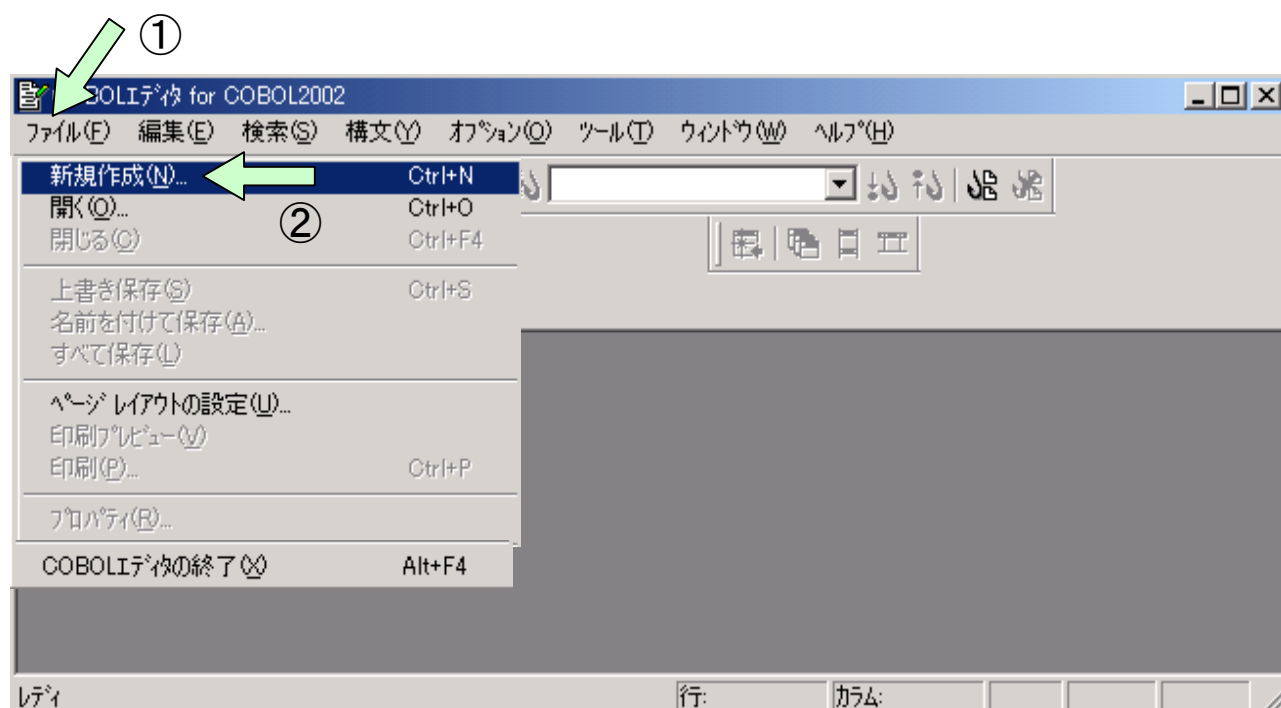 ①
BOLｴﾃﾞｨﾀ for COBOL2002
ﾌｧｲﾙ(F) 編集(E) 検索(S) 構文(Y) ｵﾌﾟｼｮﾝ(O) ﾂｰﾙ(T) ｳｨﾝﾄﾞｳ(W) ﾍﾙﾌﾟ(H)
新規作成(N)... Ctrl+N
②
開く(O)... Ctrl+O
閉じる(C) Ctrl+F4
上書き保存(S) Ctrl+S
名前を付けて保存(A)...
すべて保存(L)
ﾍﾟｰｼﾞ ﾚｲｱｳﾄの設定(U)...
印刷ﾌﾟﾚﾋﾞｭｰ(V)
印刷(P)... Ctrl+P
ﾌﾟﾛﾊﾟﾃｨ(R)...
COBOLｴﾃﾞｨﾀの終了(X) Alt+F4
ﾚﾃﾞｨ 行: ｶﾗﾑ: